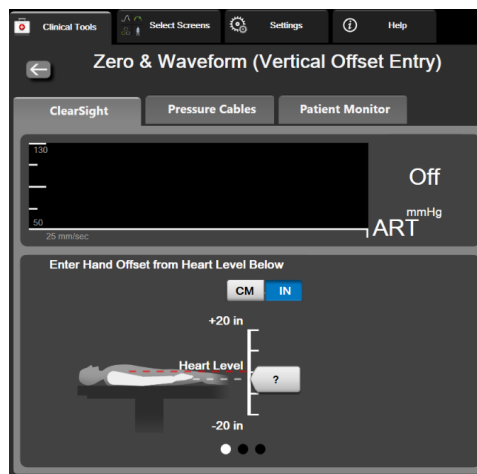 Clinical Tools
Select Screens
Settings
Help
Zero & Waveform (Vertical Offset Entry)
ClearSight
Pressure Cables
Patient Monitor
130
50
25 mm/sec
Off
mmHg
ART
Enter Hand Offset from Heart Level Below
CM
IN
+20 in
Heart Level
?
-20 in